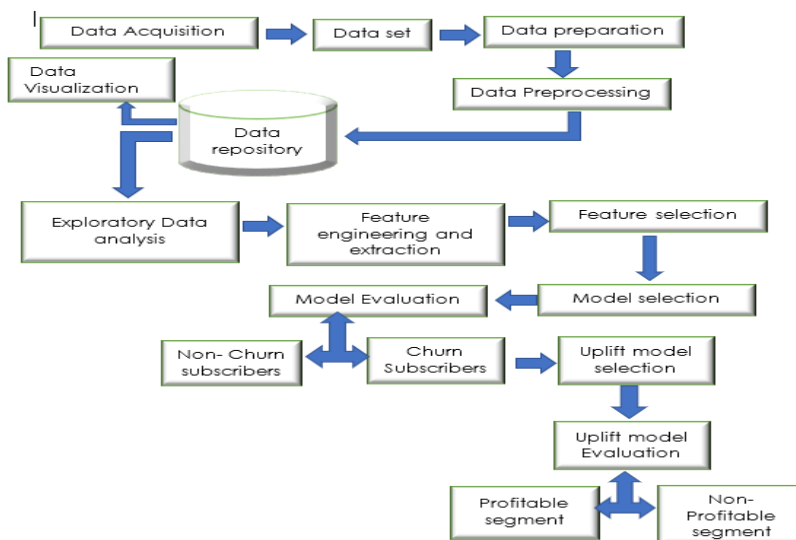 Data Acquisition
Data set
Data preparation
Data
Visualization
Data Preprocessing
Data
repository
Exploratory Data
analysis
Feature
engineering and
extraction
Feature selection
Model Evaluation
Model selection
Non- Churn
subscribers
Churn
Subscribers
Uplift model
selection
Uplift model
Evaluation
Profitable
segment
Non-
Profitable
segment